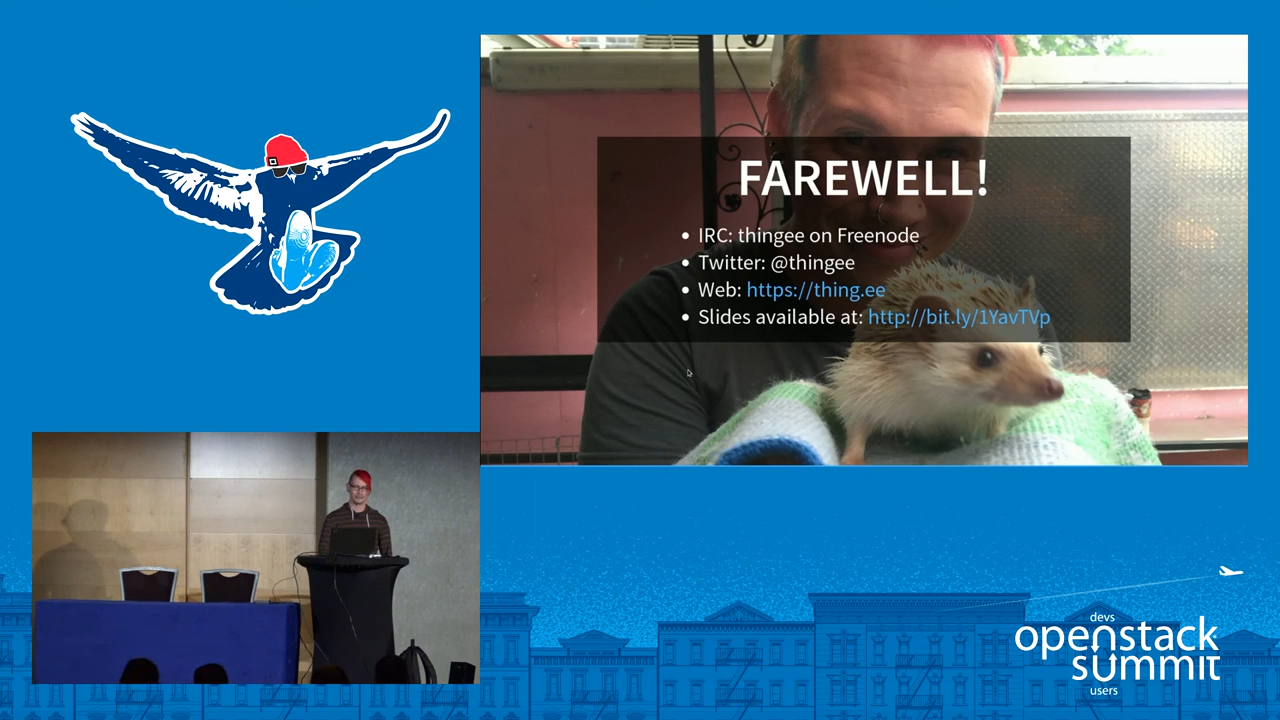 FAREWELL!
IRC: thingee on Freenode
Twitter: @thingee
Web: https://thing.ee
Slides available at: http://bit.ly/1YavTVp
devs
openstack
summit
users